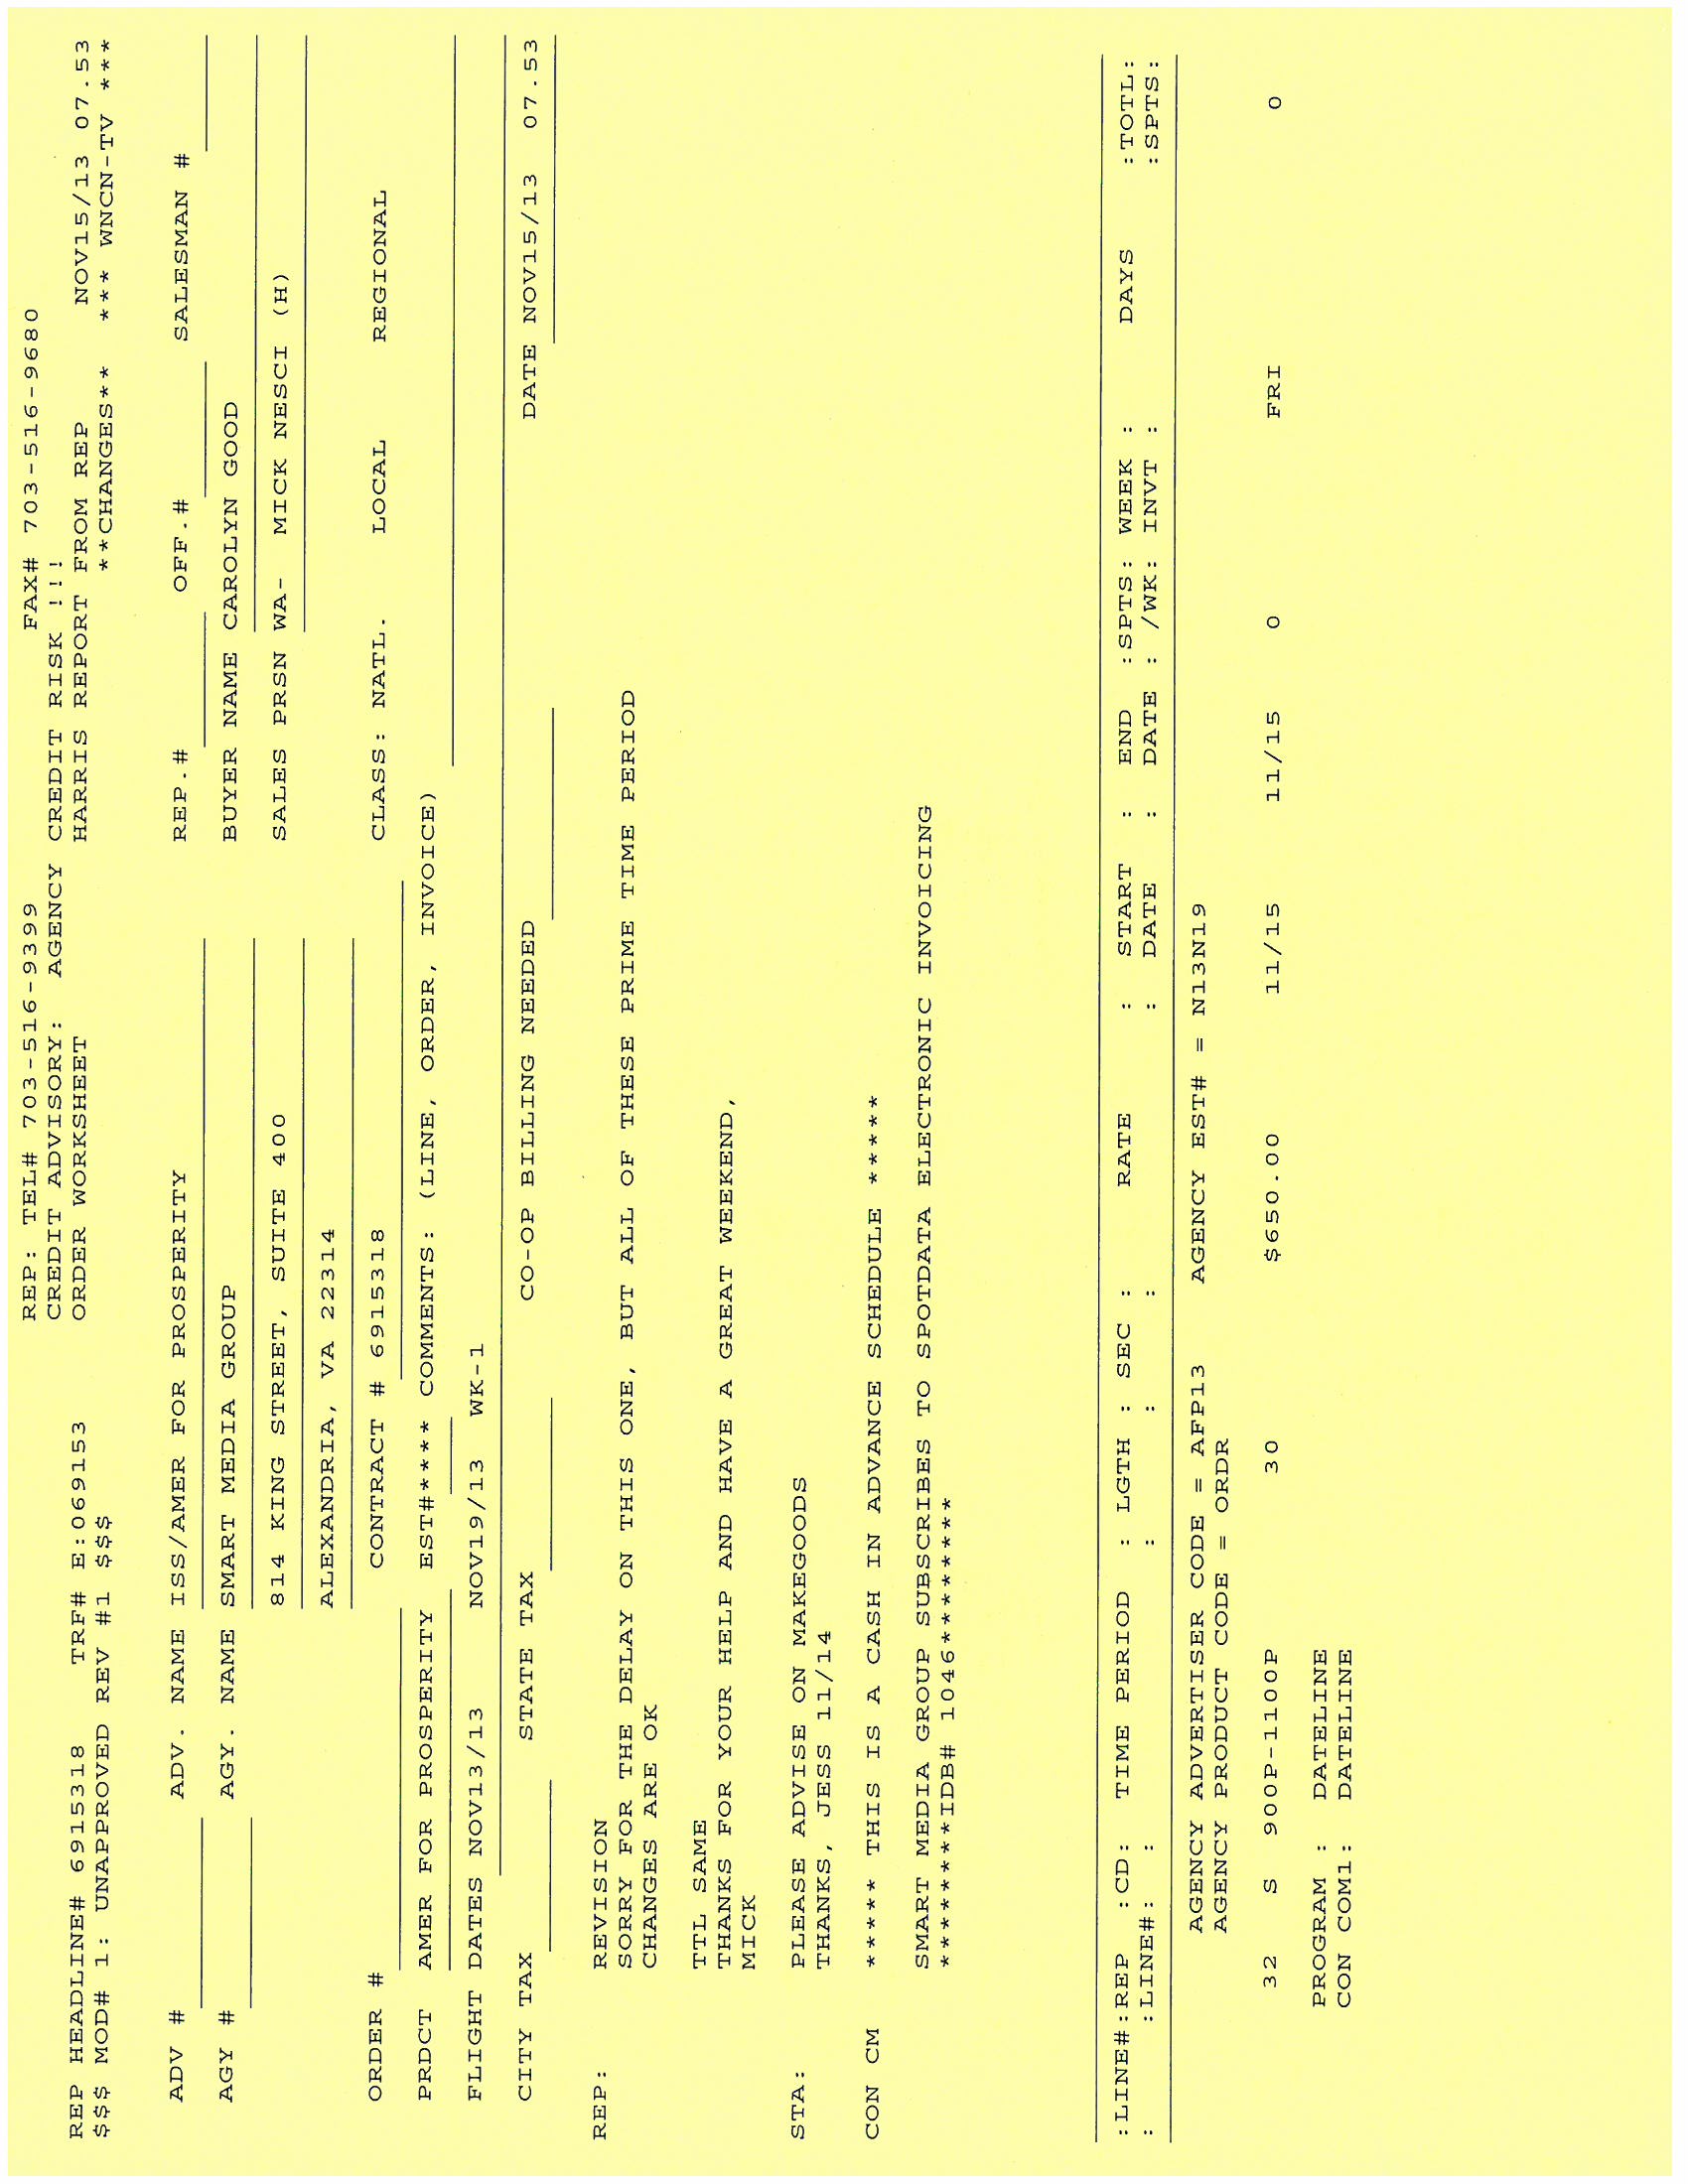 REP: TEL# 703-516-9399 FAX# 703-516-9680
CREDIT ADVISORY: AGENCY CREDIT RISK !!!
REP HEADLINE# 6915318 TRF# E:069153 ORDER WORKSHEET HARRIS REPORT FROM REP NOV15/13 07.53
$$$ MOD# 1: UNAPPROVED REV #1 $$$ **CHANGES** *** WNCN-TV ***
ADV # ADV. NAME ISS/AMER FOR PROSPERITY REP.# OFF.# SALESMAN #
AGY # AGY. NAME SMART MEDIA GROUP BUYER NAME CAROLYN GOOD
814 KING STREET, SUITE 400 SALES PRSN WA- MICK NESCI (H)
ALEXANDRIA, VA 22314
ORDER # CONTRACT # 6915318 CLASS: NATL. LOCAL REGIONAL
PRDCT AMER FOR PROSPERITY EST#**** COMMENTS: (LINE, ORDER, INVOICE)
FLIGHT DATES NOV13/13 NOV19/13 WK-1
CITY TAX STATE TAX CO-OP BILLING NEEDED DATE NOV15/13 07.53
REP: REVISION
SORRY FOR THE DELAY ON THIS ONE, BUT ALL OF THESE PRIME TIME PERIOD
CHANGES ARE OK
TTL SAME
THANKS FOR YOUR HELP AND HAVE A GREAT WEEKEND,
MICK
STA: PLEASE ADVISE ON MAKEGOODS
THANKS, JESS 11/14
CON CM ***** THIS IS A CASH IN ADVANCE SCHEDULE *****
SMART MEDIA GROUP SUBSCRIBES TO SPOTDATA ELECTRONIC INVOICING
**********IDB# 1046**********
:LINE#:REP :CD: TIME PERIOD : LGTH : SEC : RATE : START : END :SPTS: WEEK : DAYS :TOTL:
: :LINE#: : : : : : DATE : DATE : /WK: INVT : :SPTS:
AGENCY ADVERTISER CODE = AFP13 AGENCY EST# = N13N19
AGENCY PRODUCT CODE = ORDR
32 S 900P-1100P 30 $650.00 11/15 11/15 0 FRI 0
PROGRAM : DATELINE
CON COM1: DATELINE